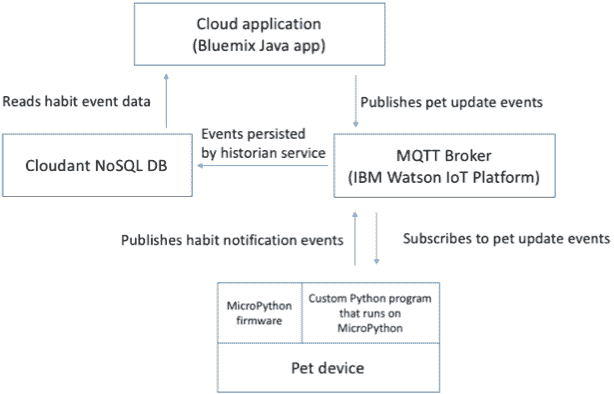 Cloud application
(Bluemix Java app)
Reads habit event data
Publishes pet update events
Events persisted
by historian service
Cloudant NoSQL DB
MQTT Broker
(IBM Watson IoT Platform)
Publishes habit notification events
Subscribes to pet update events
MicroPython
firmware
Custom Python program
that runs on
MicroPython
Pet device